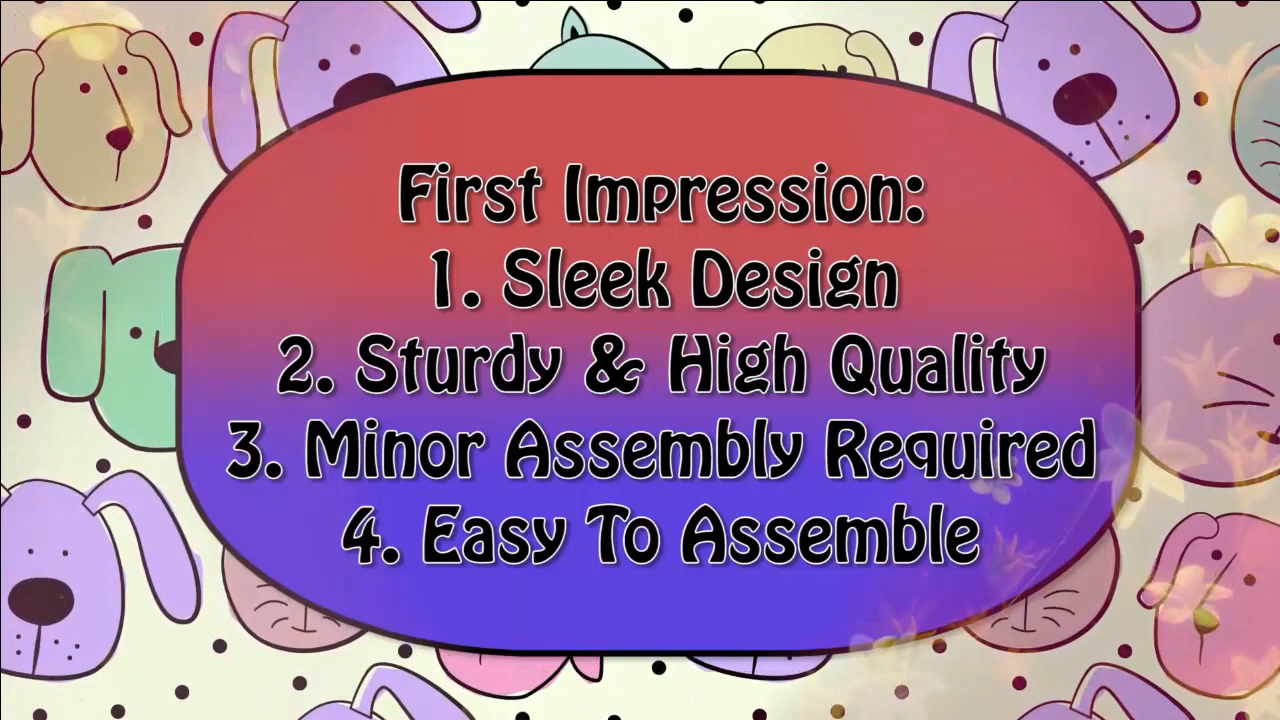 First Impression:
1. Sleek Design
2. Sturdy & High Quality
3. Minor Assembly Required
4. Easy To Assemble